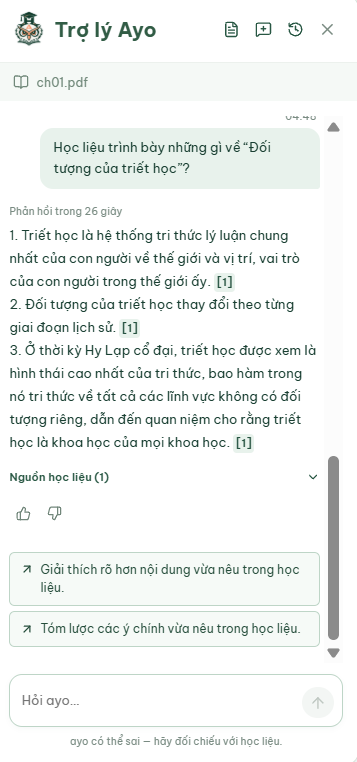 Trợ lý Ayo
ch01.pdf
04:48
Học liệu trình bày những gì về “Đối
tượng của triết học”?
Phản hồi trong 26 giây
1. Triết học là hệ thống tri thức lý luận chung
nhất của con người về thế giới và vị trí, vai trò
của con người trong thế giới ấy. [1]
2. Đối tượng của triết học thay đổi theo từng
giai đoạn lịch sử. [1]
3. Ở thời kỳ Hy Lạp cổ đại, triết học được xem là
hình thái cao nhất của tri thức, bao hàm trong
nó tri thức về tất cả các lĩnh vực không có đối
tượng riêng, dẫn đến quan niệm cho rằng triết
học là khoa học của mọi khoa học. [1]
Nguồn học liệu (1)
Giải thích rõ hơn nội dung vừa nêu trong học
liệu.
Tóm lược các ý chính vừa nêu trong học liệu.
Hỏi ayo...
ayo có thể sai — hãy đối chiếu với học liệu.